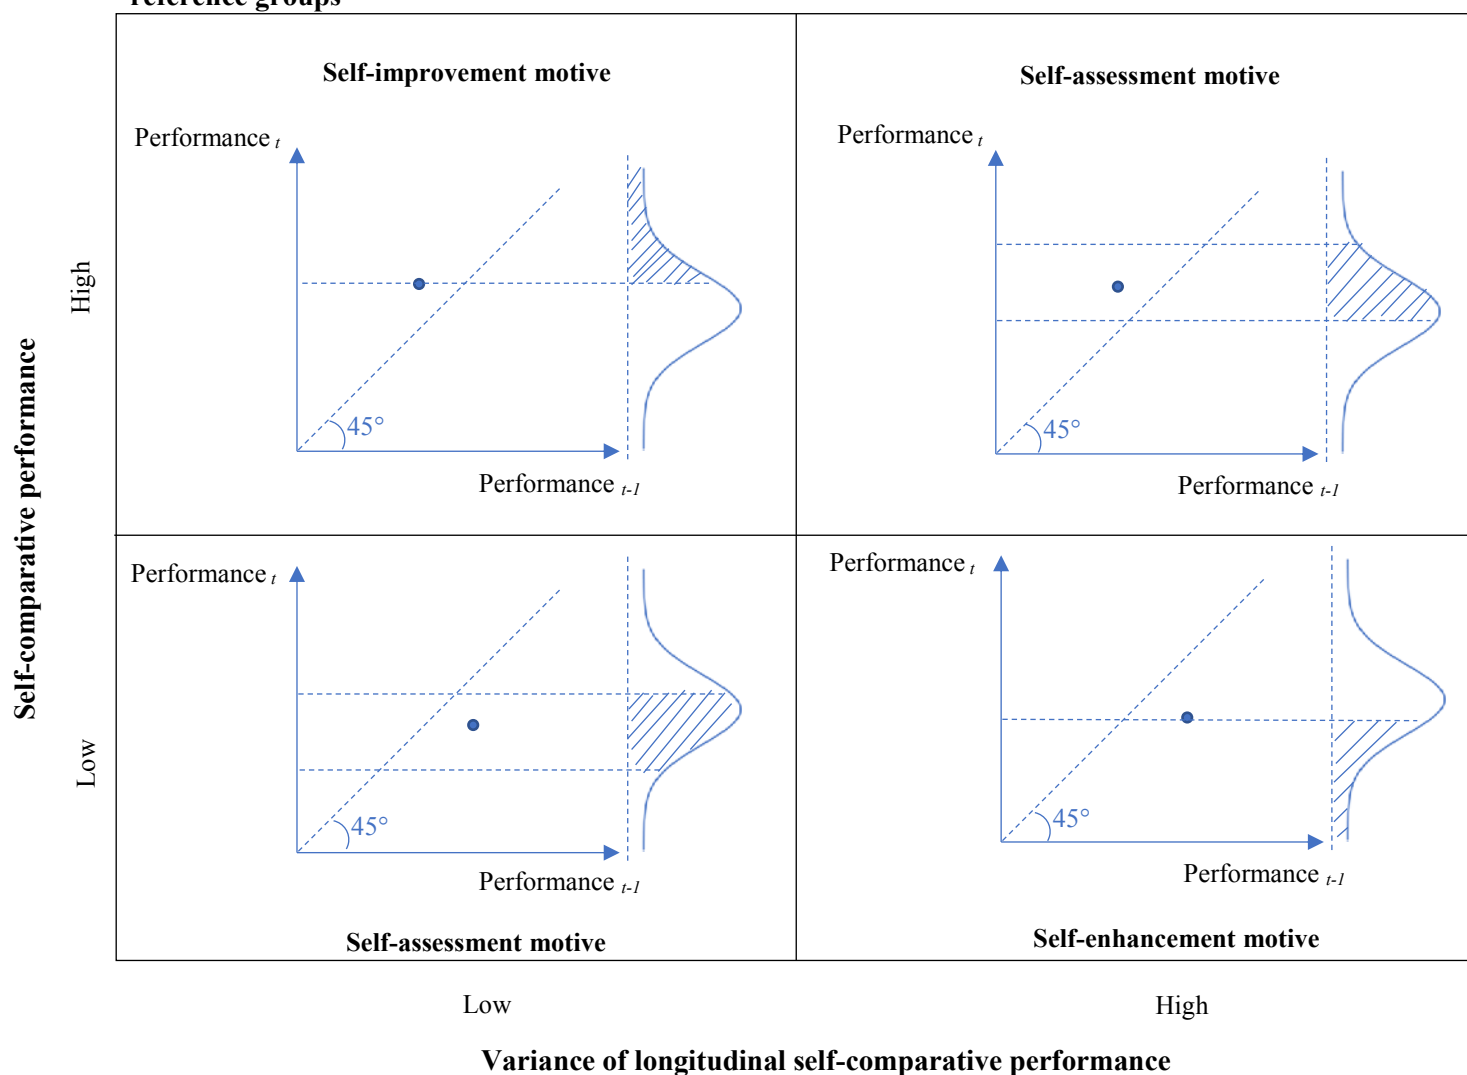 reference groups
Self-improvement motive
Performance t
45°
Performance t-1
Self-assessment motive
Performance t
45°
Performance t-1
High
Self-comparative performance
Low
Performance t
45°
Performance t-1
Self-assessment motive
Performance t
45°
Performance t-1
Self-enhancement motive
Low
High
Variance of longitudinal self-comparative performance